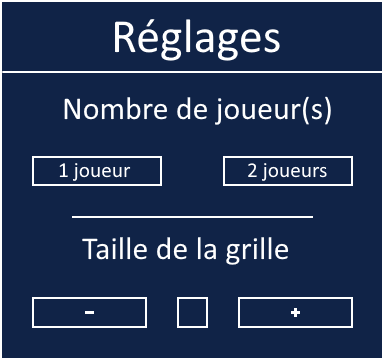 Réglages
Nombre de joueur(s)
1 joueur 2 joueurs
Taille de la grille
- +